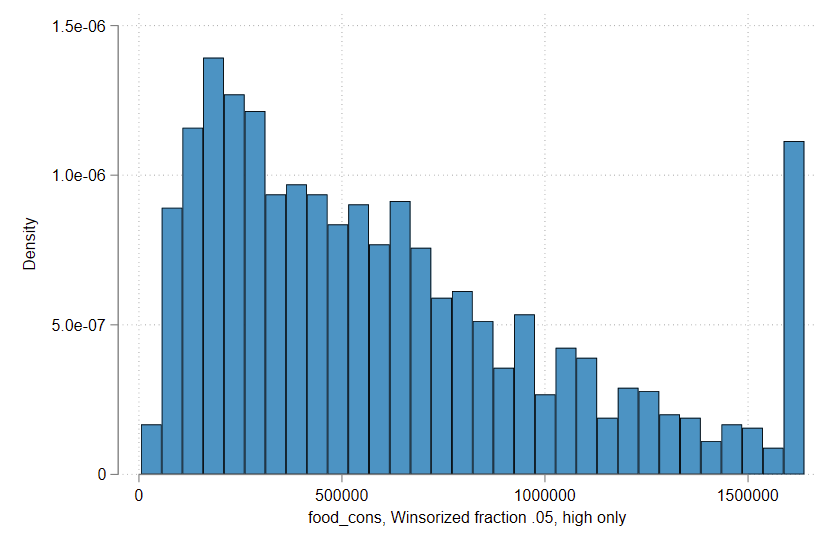 1.5e-06
1.0e-06
5.0e-07
0
Density
0 500000 1000000 1500000
food_cons, Winsorized fraction .05, high only